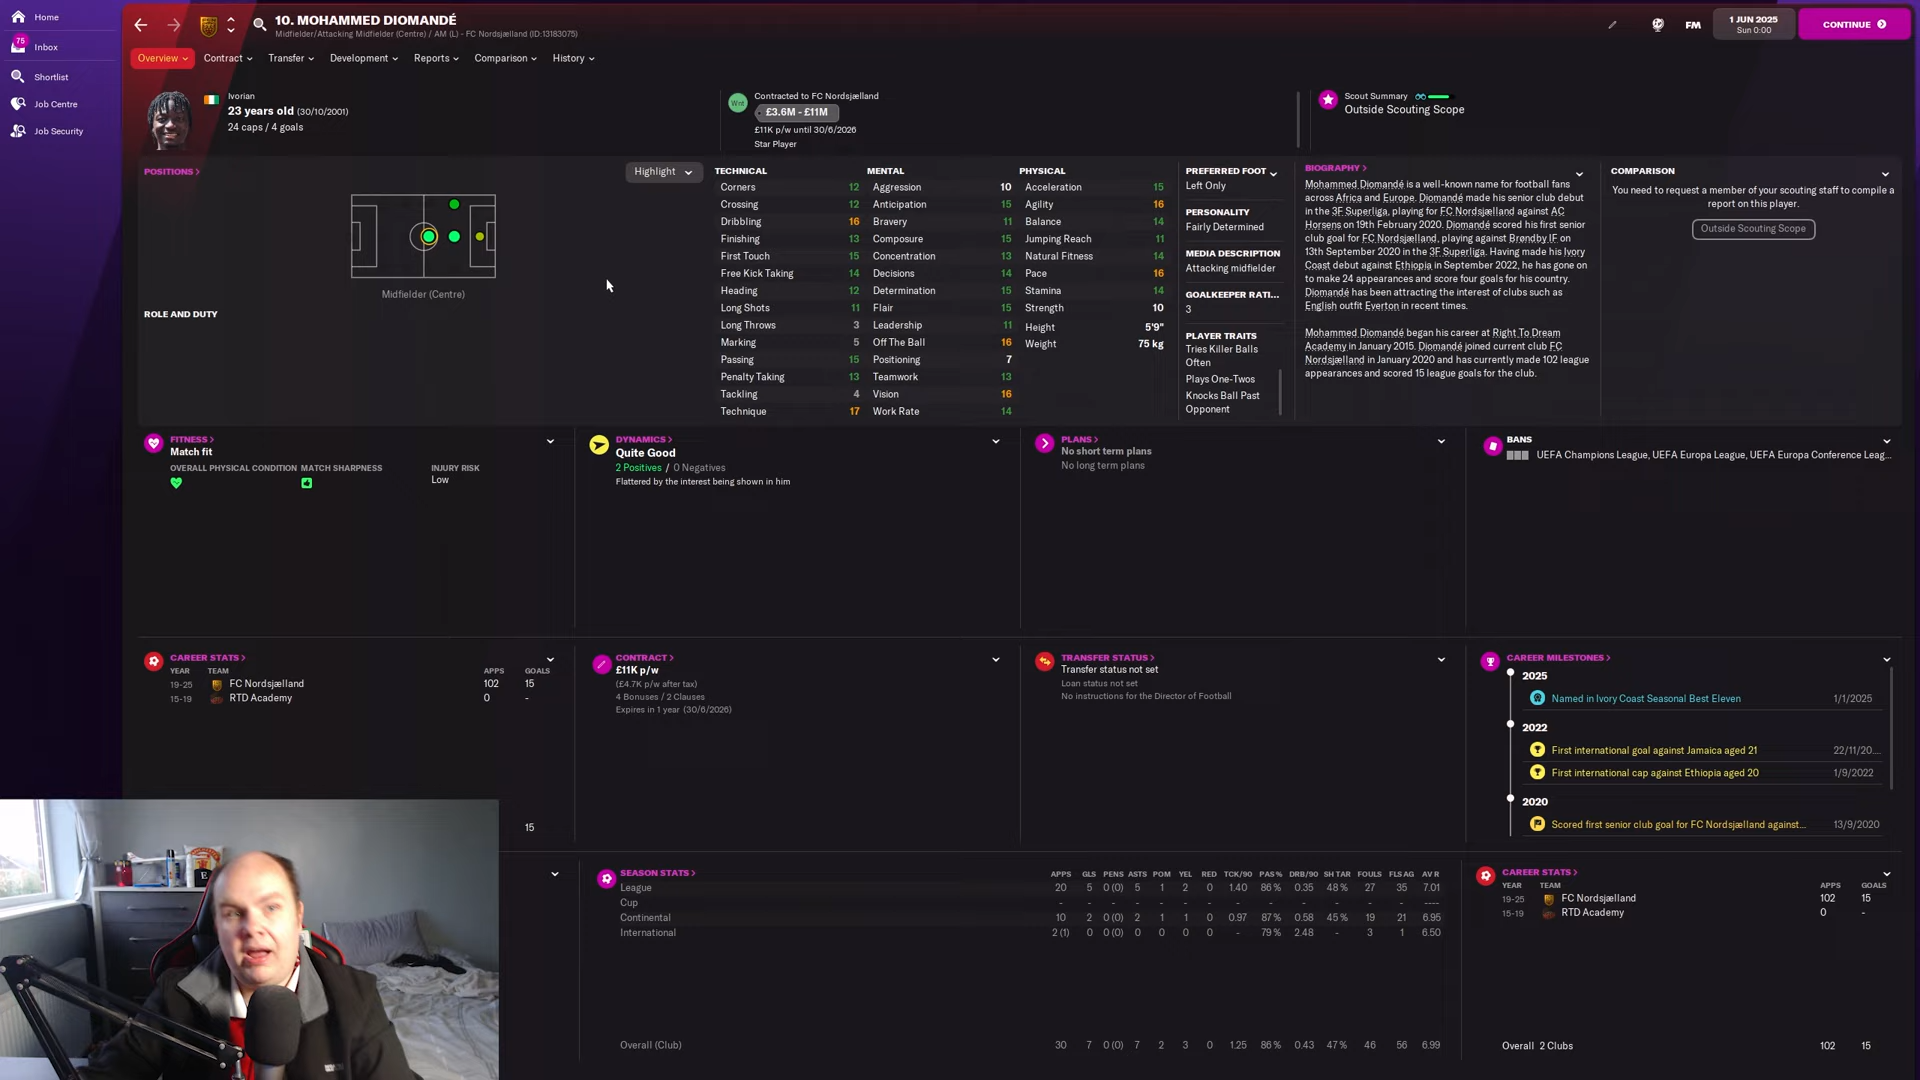 Home
75
Inbox
Shortlist
Job Centre
Job Security
10. MOHAMMED DIOMANDÉ
Midfielder/Attacking Midfielder (Centre) / AM (L) - FC Nordsjælland (ID:13183075)
FM
1 JUN 2025
Sun 0:00
CONTINUE
Overview
Contract
Transfer
Development
Reports
Comparison
History
Ivorian
23 years old (30/10/2001)
24 caps / 4 goals
Wnt
Contracted to FC Nordsjælland
£3.6M - £11M
£11K p/w until 30/6/2026
Star Player
Scout Summary
Outside Scouting Scope
POSITIONS >
Highlight
Midfielder (Centre)
ROLE AND DUTY
TECHNICAL
Corners 12
Crossing 12
Dribbling 16
Finishing 13
First Touch 15
Free Kick Taking 14
Heading 12
Long Shots 11
Long Throws 3
Marking 5
Passing 15
Penalty Taking 13
Tackling 4
Technique 17
MENTAL
Aggression 10
Anticipation 15
Bravery 11
Composure 15
Concentration 13
Decisions 14
Determination 15
Flair 15
Leadership 11
Off The Ball 16
Positioning 7
Teamwork 13
Vision 16
Work Rate 14
PHYSICAL
Acceleration 15
Agility 16
Balance 14
Jumping Reach 11
Natural Fitness 14
Pace 16
Stamina 14
Strength 10
Height 5'9"
Weight 75 kg
PREFERRED FOOT
Left Only
PERSONALITY
Fairly Determined
MEDIA DESCRIPTION
Attacking midfielder
GOALKEEPER RATI...
3
PLAYER TRAITS
Tries Killer Balls
Often
Plays One-Twos
Knocks Ball Past
Opponent
BIOGRAPHY >
Mohammed Diomandé is a well-known name for football fans
across Africa and Europe. Diomandé made his senior club debut
in the 3F Superliga, playing for FC Nordsjælland against AC
Horsens on 19th February 2020. Diomandé scored his first senior
club goal for FC Nordsjælland, playing against Brøndby IF on
13th September 2020 in the 3F Superliga. Having made his Ivory
Coast debut against Ethiopia in September 2022, he has gone on
to make 24 appearances and score four goals for his country.
Diomandé has been attracting the interest of clubs such as
English outfit Everton in recent times.
Mohammed Diomandé began his career at Right To Dream
Academy in January 2015. Diomandé joined current club FC
Nordsjælland in January 2020 and has currently made 102 league
appearances and scored 15 league goals for the club.
COMPARISON
You need to request a member of your scouting staff to compile a
report on this player.
Outside Scouting Scope
FITNESS >
Match fit
OVERALL PHYSICAL CONDITION MATCH SHARPNESS INJURY RISK
Low
DYNAMICS >
Quite Good
2 Positives / 0 Negatives
Flattered by the interest being shown in him
PLANS >
No short term plans
No long term plans
BANS
UEFA Champions League, UEFA Europa League, UEFA Europa Conference Leag...
CAREER STATS >
YEAR TEAM APPS GOALS
19-25 FC Nordsjælland 102 15
15-19 RTD Academy 0 -
15
CONTRACT >
£11K p/w
(£4.7K p/w after tax)
4 Bonuses / 2 Clauses
Expires in 1 year (30/6/2026)
TRANSFER STATUS >
Transfer status not set
Loan status not set
No instructions for the Director of Football
CAREER MILESTONES >
2025
Named in Ivory Coast Seasonal Best Eleven 1/1/2025
2022
First international goal against Jamaica aged 21 22/11/20...
First international cap against Ethiopia aged 20 1/9/2022
2020
Scored first senior club goal for FC Nordsjælland against... 13/9/2020
SEASON STATS >
APPS GLS PENS ASTS POM YEL RED TCK/90 PAS% DRB/90 SH TAR FOULS FLS AG AV R
League 20 5 0 (0) 5 1 2 0 1.40 86% 0.35 48% 27 35 7.01
Cup - - - - - - - - - - - - - ----
Continental 10 2 0 (0) 2 1 1 0 0.97 87% 0.58 45% 19 21 6.95
International 2 (1) 0 0 (0) 0 0 0 0 - 79% 2.48 - 3 1 6.50
Overall (Club) 30 7 0 (0) 7 2 3 0 1.25 86% 0.43 47% 46 56 6.99
CAREER STATS >
YEAR TEAM APPS GOALS
19-25 FC Nordsjælland 102 15
15-19 RTD Academy 0 -
Overall 2 Clubs 102 15